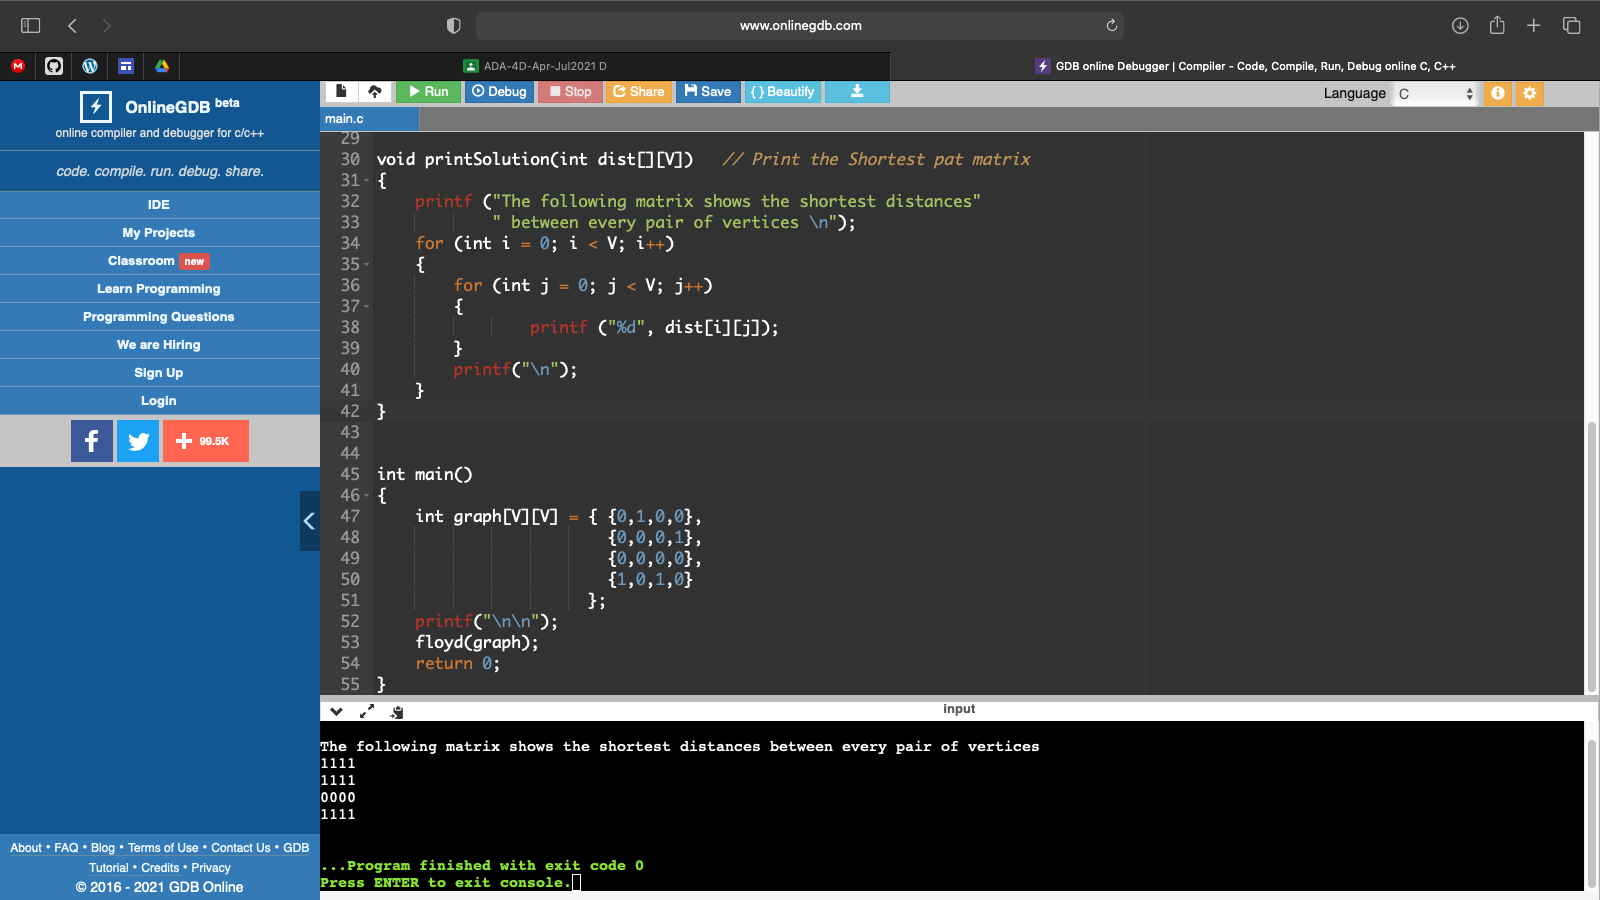 www.onlinegdb.com
ADA-4D-Apr-Jul2021 D
GDB online Debugger | Compiler - Code, Compile, Run, Debug online C, C++
OnlineGDB beta
online compiler and debugger for c/c++
code. compile. run. debug. share.
IDE
My Projects
Classroom new
Learn Programming
Programming Questions
We are Hiring
Sign Up
Login
f
+ 99.5K
About • FAQ • Blog • Terms of Use • Contact Us • GDB
Tutorial • Credits • Privacy
© 2016 - 2021 GDB Online
Run Debug Stop Share Save { } Beautify
Language C
main.c
29
30 void printSolution(int dist[][V])   // Print the Shortest pat matrix
31 {
32     printf ("The following matrix shows the shortest distances"
33             " between every pair of vertices \n");
34     for (int i = 0; i < V; i++)
35     {
36         for (int j = 0; j < V; j++)
37         {
38                 printf ("%d", dist[i][j]);
39         }
40         printf("\n");
41     }
42 }
43
44
45 int main()
46 {
47     int graph[V][V] = { {0,1,0,0},
48                         {0,0,0,1},
49                         {0,0,0,0},
50                         {1,0,1,0}
51                       };
52     printf("\n\n");
53     floyd(graph);
54     return 0;
55 }
input
The following matrix shows the shortest distances between every pair of vertices
1111
1111
0000
1111
...Program finished with exit code 0
Press ENTER to exit console.